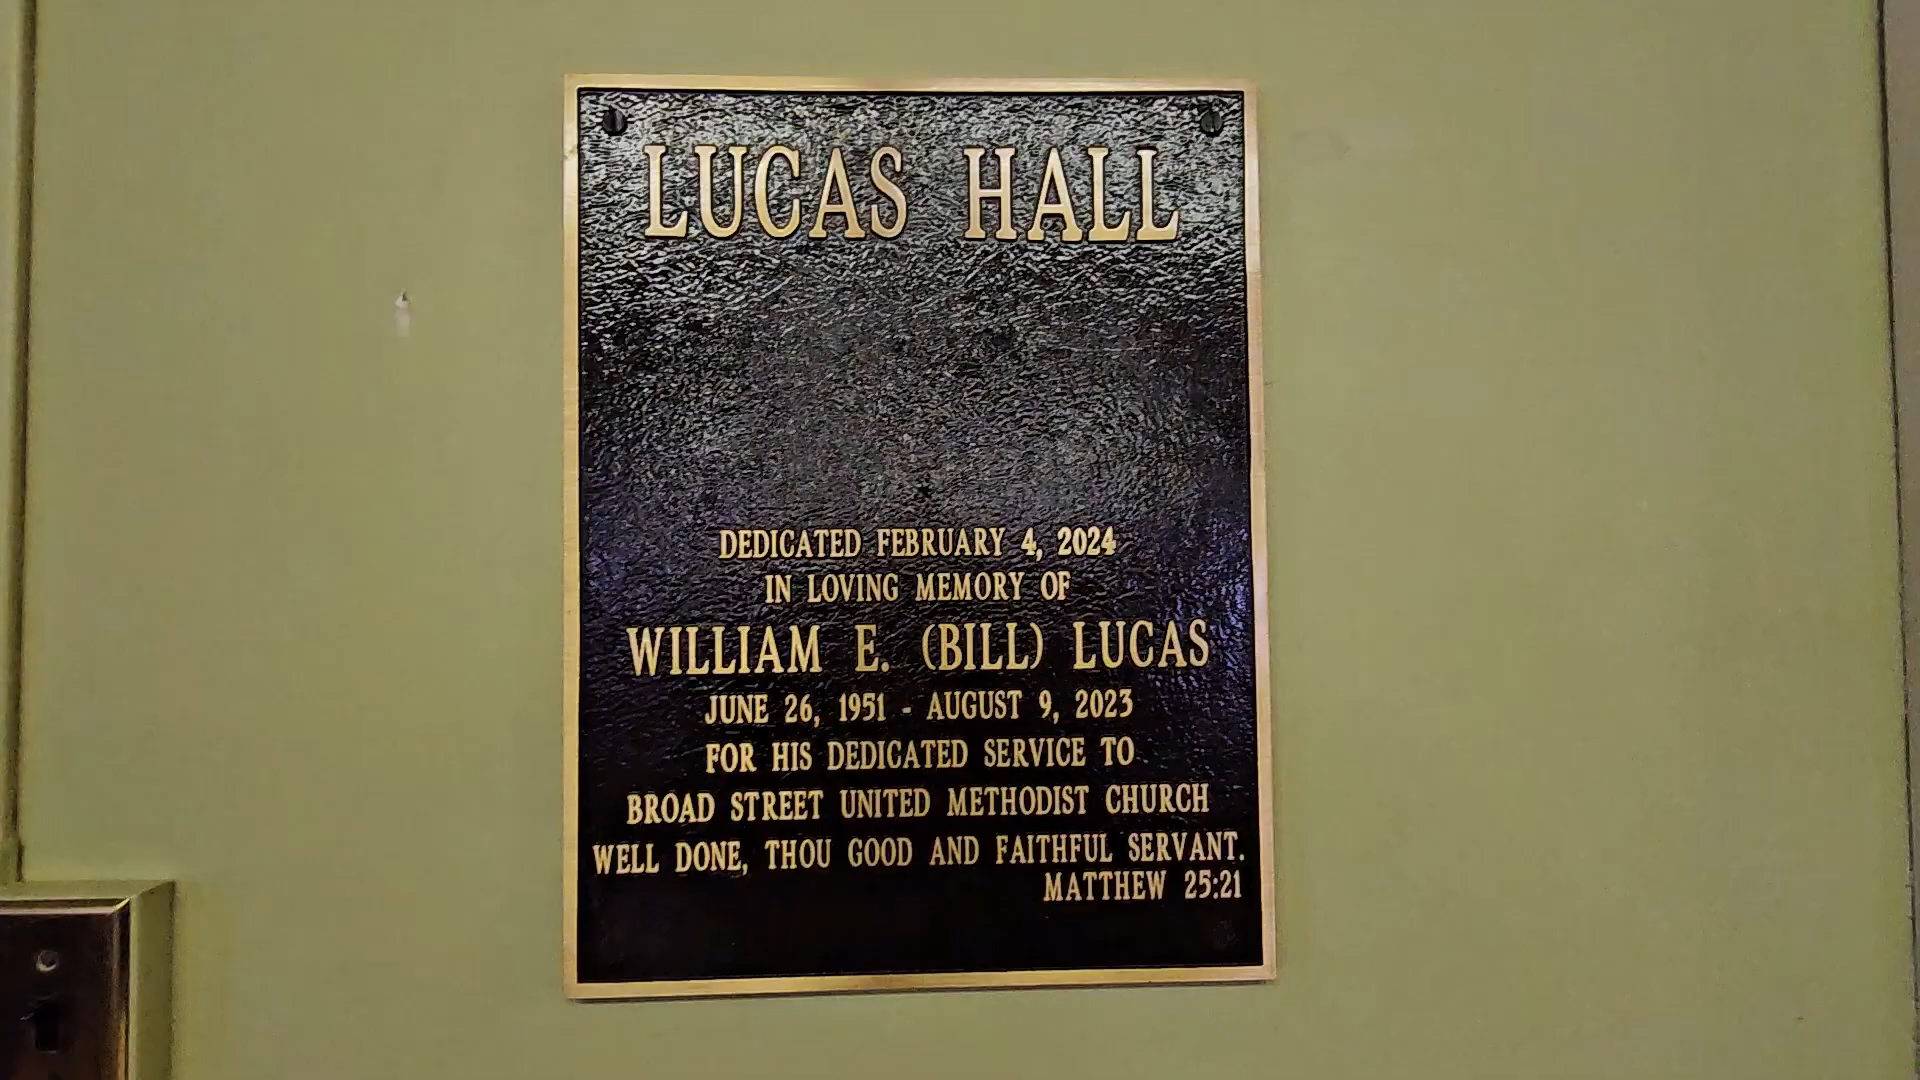 LUCAS HALL
DEDICATED FEBRUARY 4, 2024
IN LOVING MEMORY OF
WILLIAM E. (BILL) LUCAS
JUNE 26, 1951 - AUGUST 9, 2023
FOR HIS DEDICATED SERVICE TO
BROAD STREET UNITED METHODIST CHURCH
WELL DONE, THOU GOOD AND FAITHFUL SERVANT.
MATTHEW 25:21